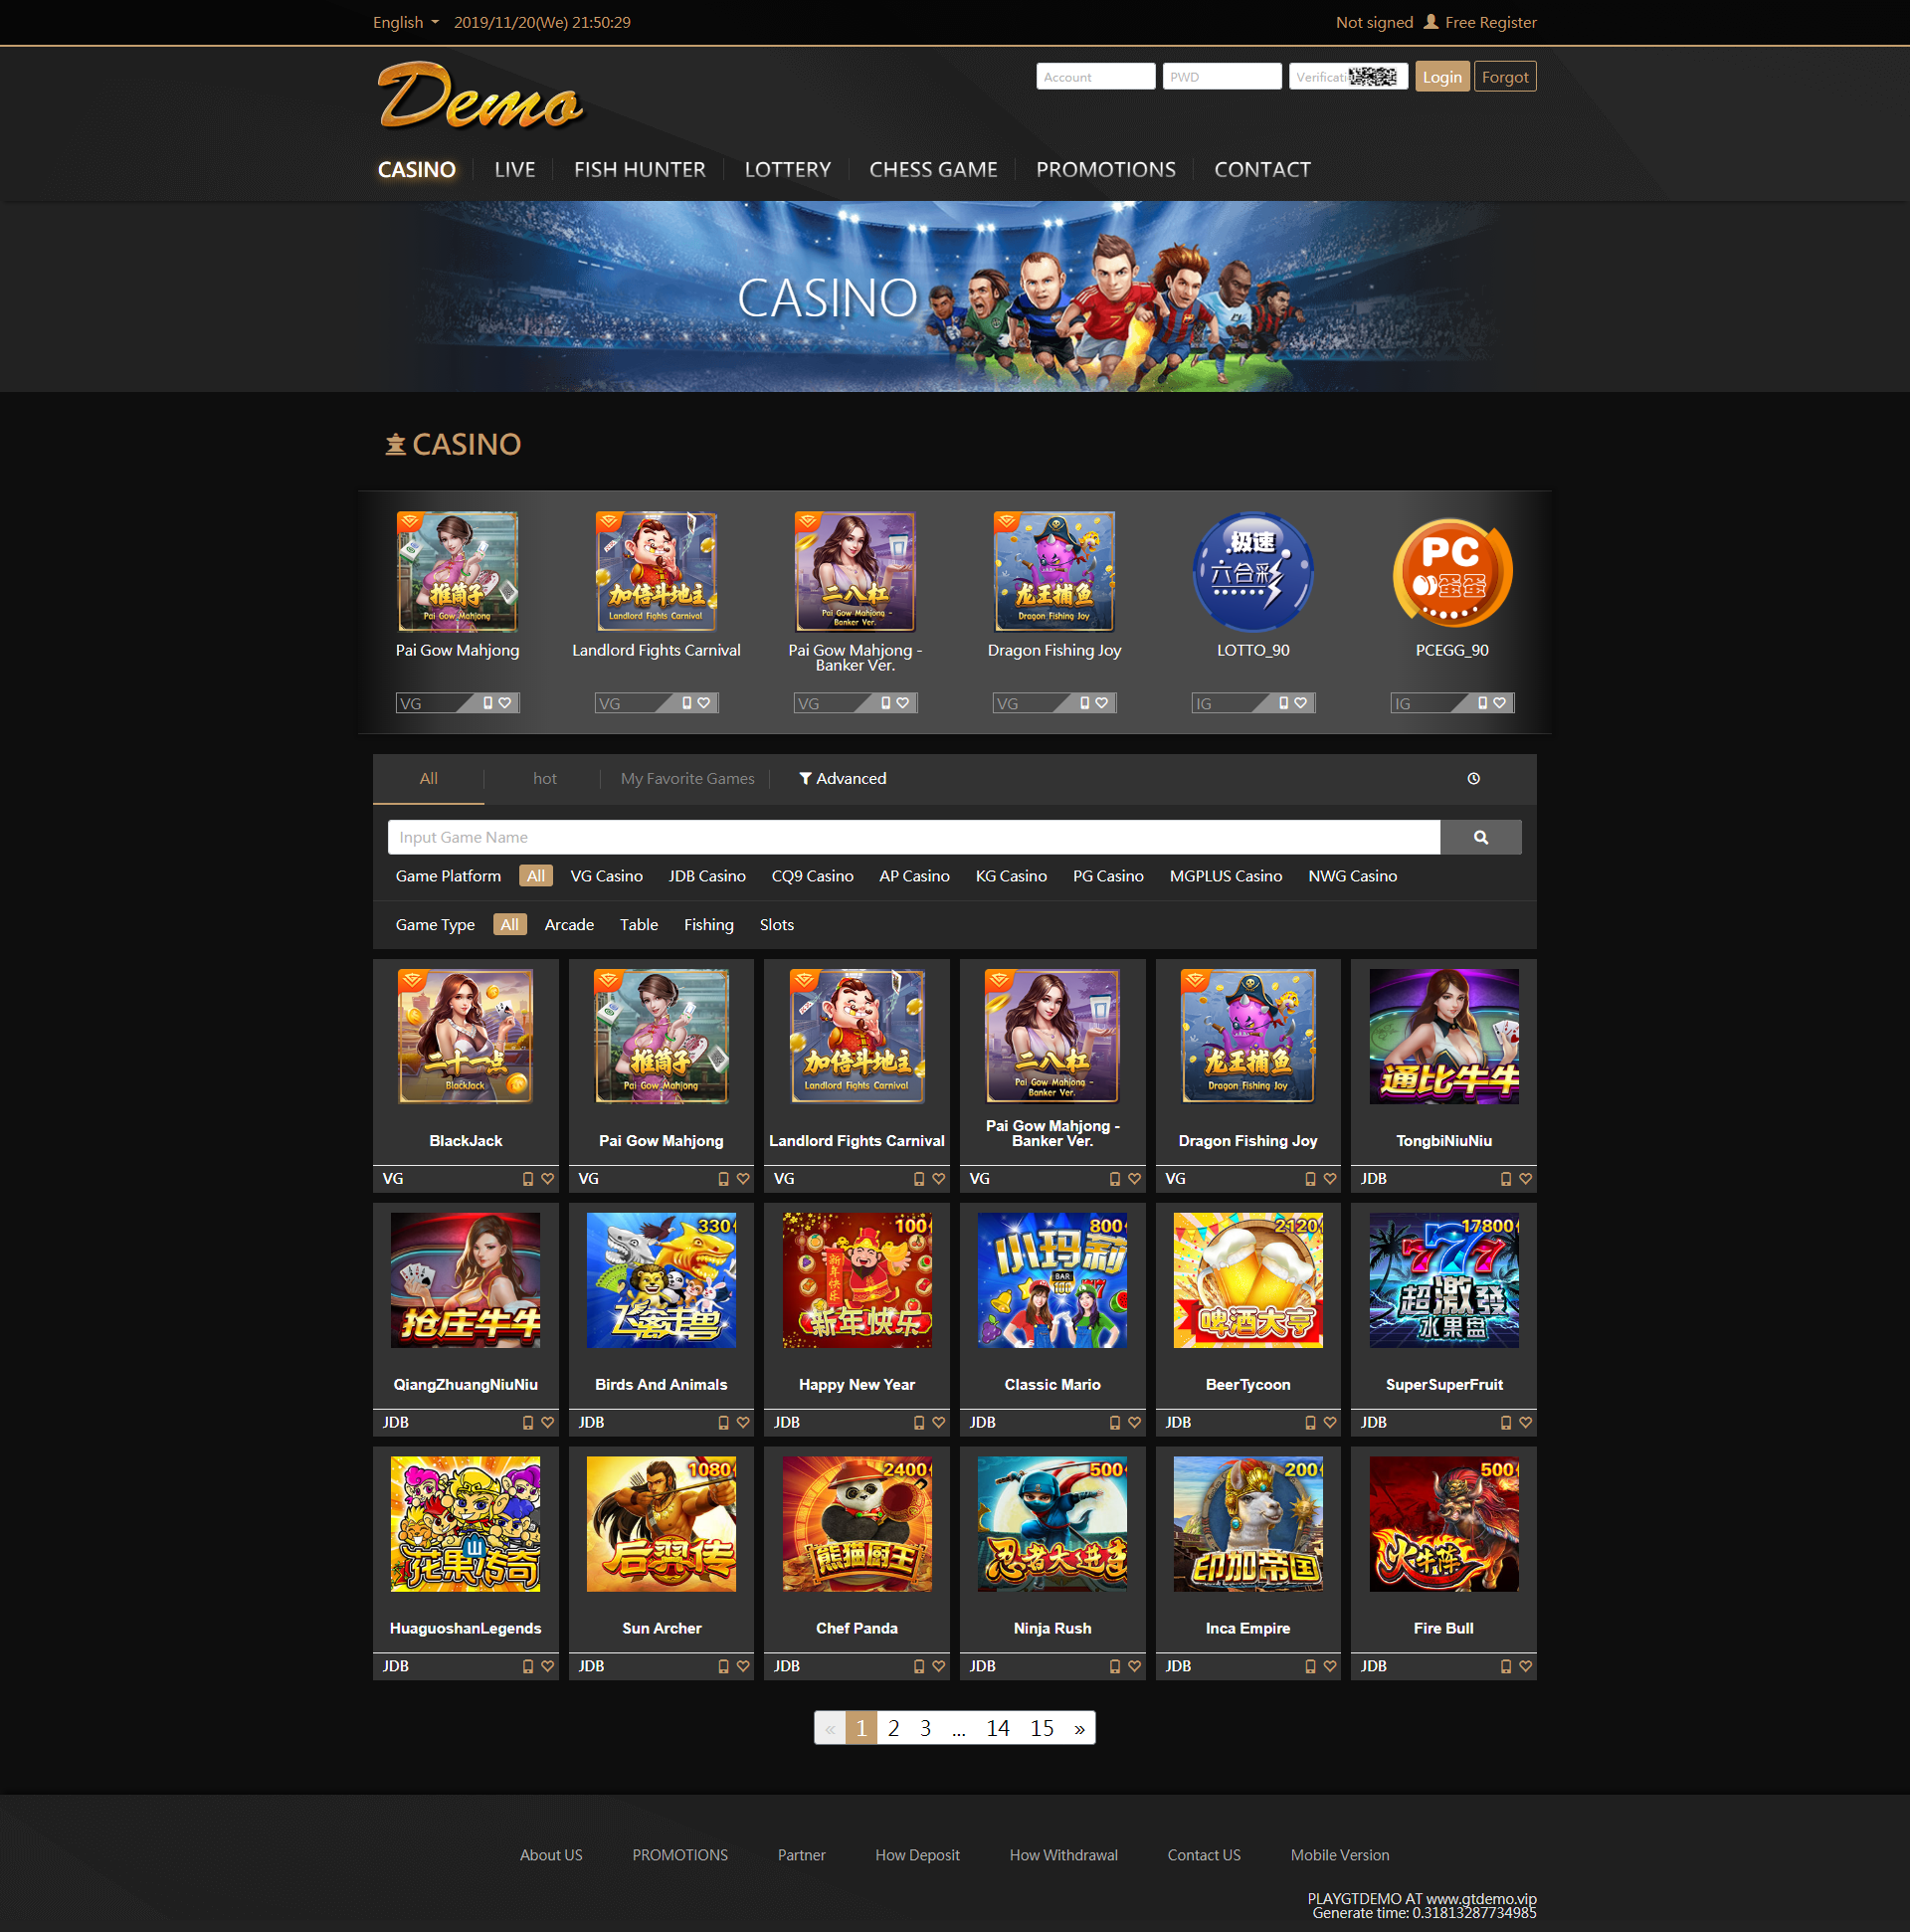 English 2019/11/20(We) 21:50:29 Not signed Free Register
Demo
Account PWD Login Forgot
CASINO LIVE FISH HUNTER LOTTERY CHESS GAME PROMOTIONS CONTACT
CASINO
CASINO
推筒子 加倍斗地主 二八杠 龙王捕鱼 极速 六合彩 PC 蛋蛋
Pai Gow Mahjong Landlord Fights Carnival Pai Gow Mahjong - Banker Ver. Dragon Fishing Joy
Pai Gow Mahjong Landlord Fights Carnival Pai Gow Mahjong - Dragon Fishing Joy LOTTO_90 PCEGG_90
Banker Ver.
VG VG VG VG IG IG
All hot My Favorite Games Advanced
Input Game Name
Game Platform All VG Casino JDB Casino CQ9 Casino AP Casino KG Casino PG Casino MGPLUS Casino NWG Casino
Game Type All Arcade Table Fishing Slots
二十一点 推筒子 加倍斗地主 二八杠 龙王捕鱼 通比牛牛
BlackJack Pai Gow Mahjong Landlord Fights Carnival Pai Gow Mahjong - Banker Ver. Dragon Fishing Joy
BlackJack Pai Gow Mahjong Landlord Fights Carnival Pai Gow Mahjong - Dragon Fishing Joy TongbiNiuNiu
Banker Ver.
VG VG VG VG VG JDB
330 100 800 2120 17800
抢庄牛牛 飞禽走兽 新年快乐 小玛莉 BAR 100 啤酒大亨 777 超激發 水果盘
QiangZhuangNiuNiu Birds And Animals Happy New Year Classic Mario BeerTycoon SuperSuperFruit
JDB JDB JDB JDB JDB JDB
1080 2400 500 200 500
花果山传奇 后羿传 熊猫厨王 忍者大进 印加帝国 火牛阵
HuaguoshanLegends Sun Archer Chef Panda Ninja Rush Inca Empire Fire Bull
JDB JDB JDB JDB JDB JDB
« 1 2 3 ... 14 15 »
About US PROMOTIONS Partner How Deposit How Withdrawal Contact US Mobile Version
PLAYGTDEMO AT www.gtdemo.vip
Generate time: 0.31813287734985